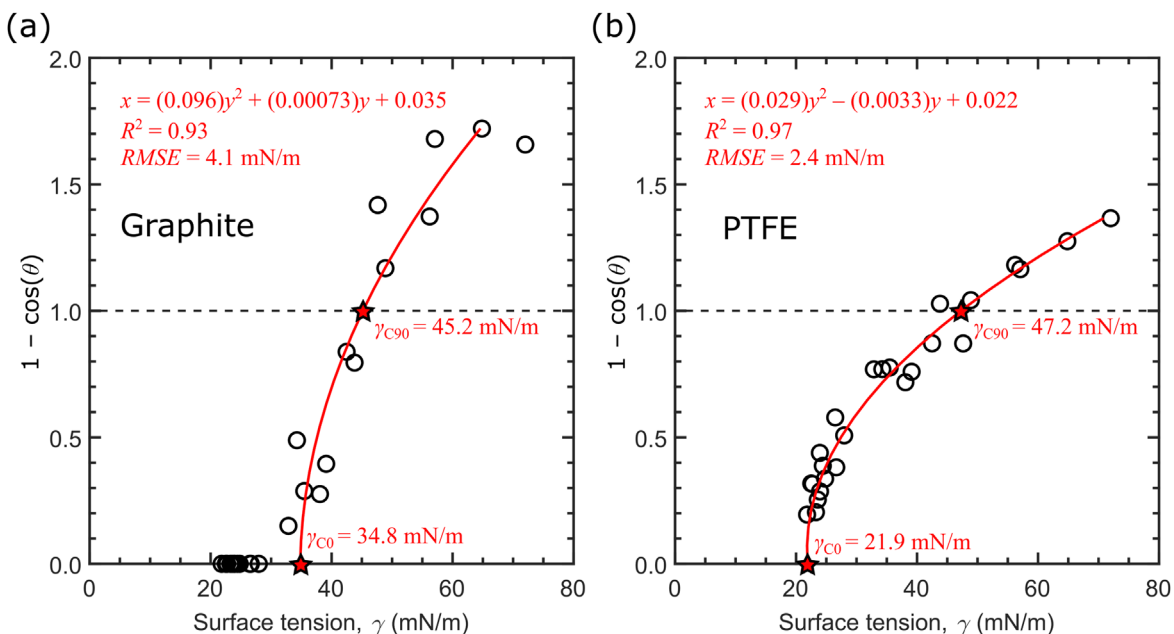 (a)
2.0
1.5
1.0
0.5
0.0
1 – cos(θ)
x = (0.096)y² + (0.00073)y + 0.035
R² = 0.93
RMSE = 4.1 mN/m
Graphite
γC90 = 45.2 mN/m
γC0 = 34.8 mN/m
0 20 40 60 80
Surface tension, γ (mN/m)
(b)
2.0
1.5
1.0
0.5
0.0
1 – cos(θ)
x = (0.029)y² – (0.0033)y + 0.022
R² = 0.97
RMSE = 2.4 mN/m
PTFE
γC90 = 47.2 mN/m
γC0 = 21.9 mN/m
0 20 40 60 80
Surface tension, γ (mN/m)